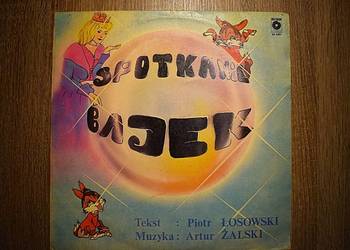 SPOTKANIE
BAJEK
Tekst : Piotr ŁOSOWSKI
Muzyka : Artur ŻALSKI